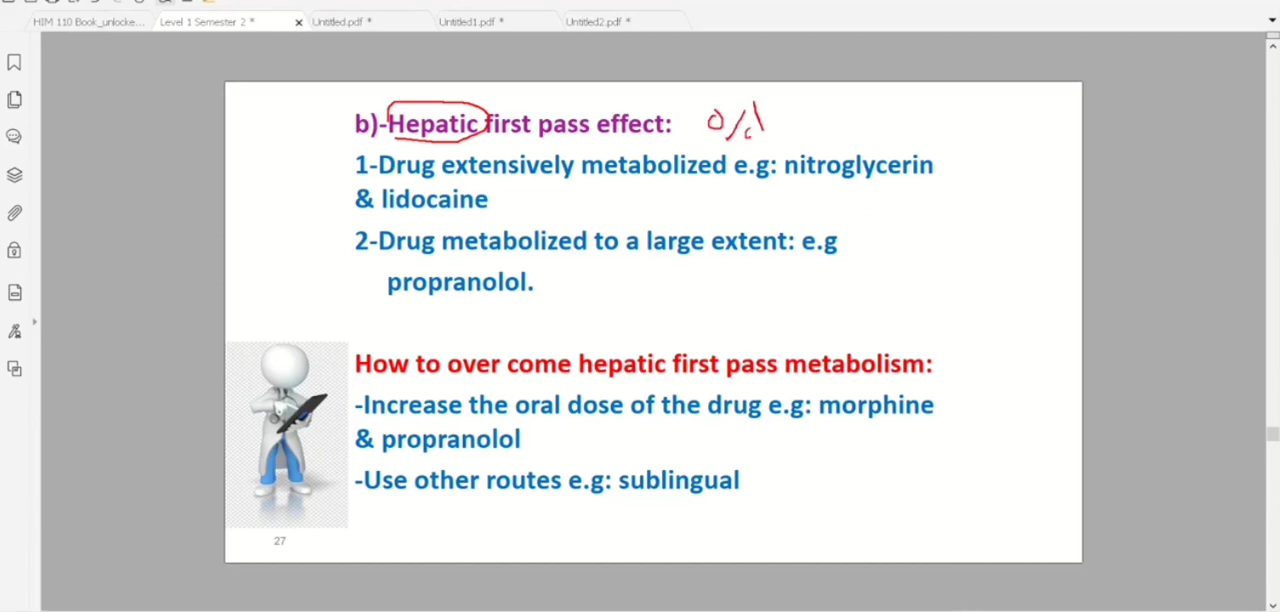 HIM 110 Book_unlocke... Level 1 Semester 2 * Untitled.pdf * Untitled1.pdf * Untitled2.pdf *
b)-Hepatic first pass effect:
1-Drug extensively metabolized e.g: nitroglycerin
& lidocaine
2-Drug metabolized to a large extent: e.g
propranolol.
How to over come hepatic first pass metabolism:
-Increase the oral dose of the drug e.g: morphine
& propranolol
-Use other routes e.g: sublingual
27